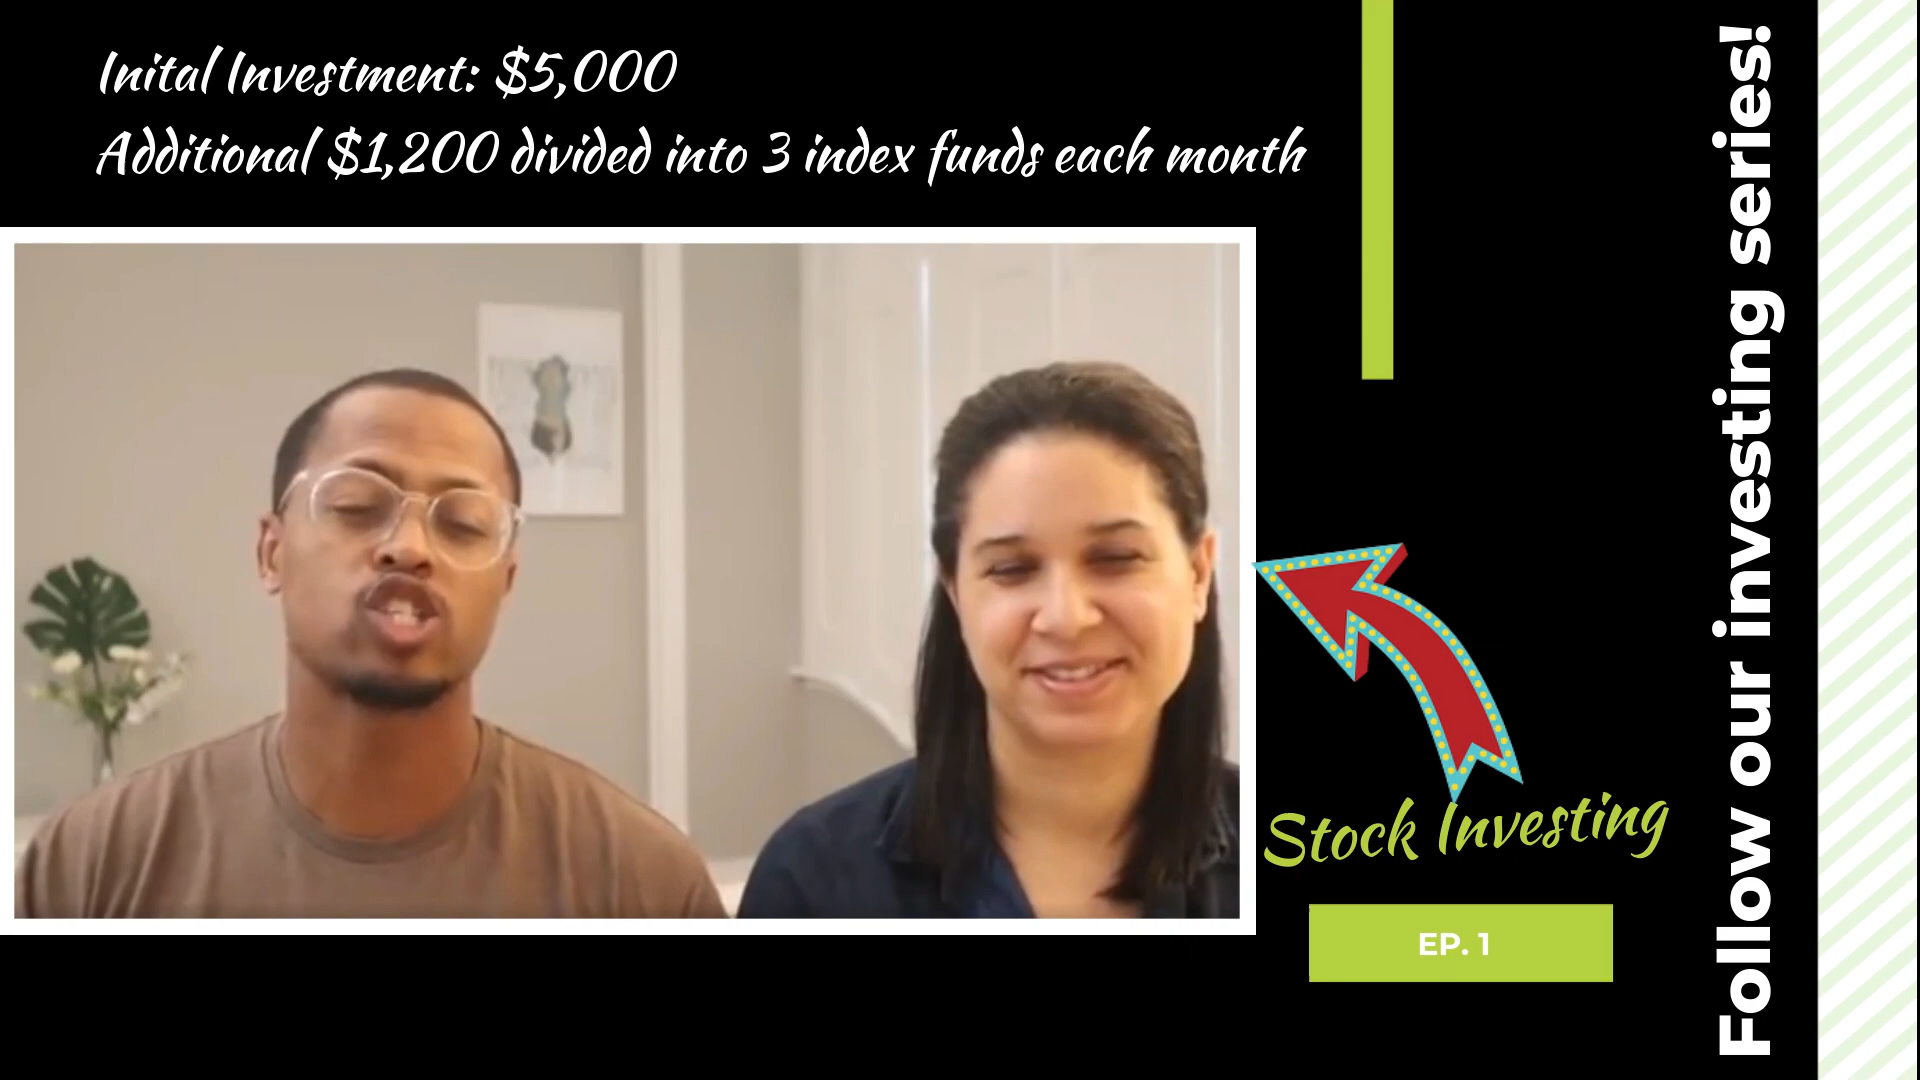 Inital Investment: $5,000
Additional $1,200 divided into 3 index funds each month
Stock Investing
EP. 1
Follow our investing series!